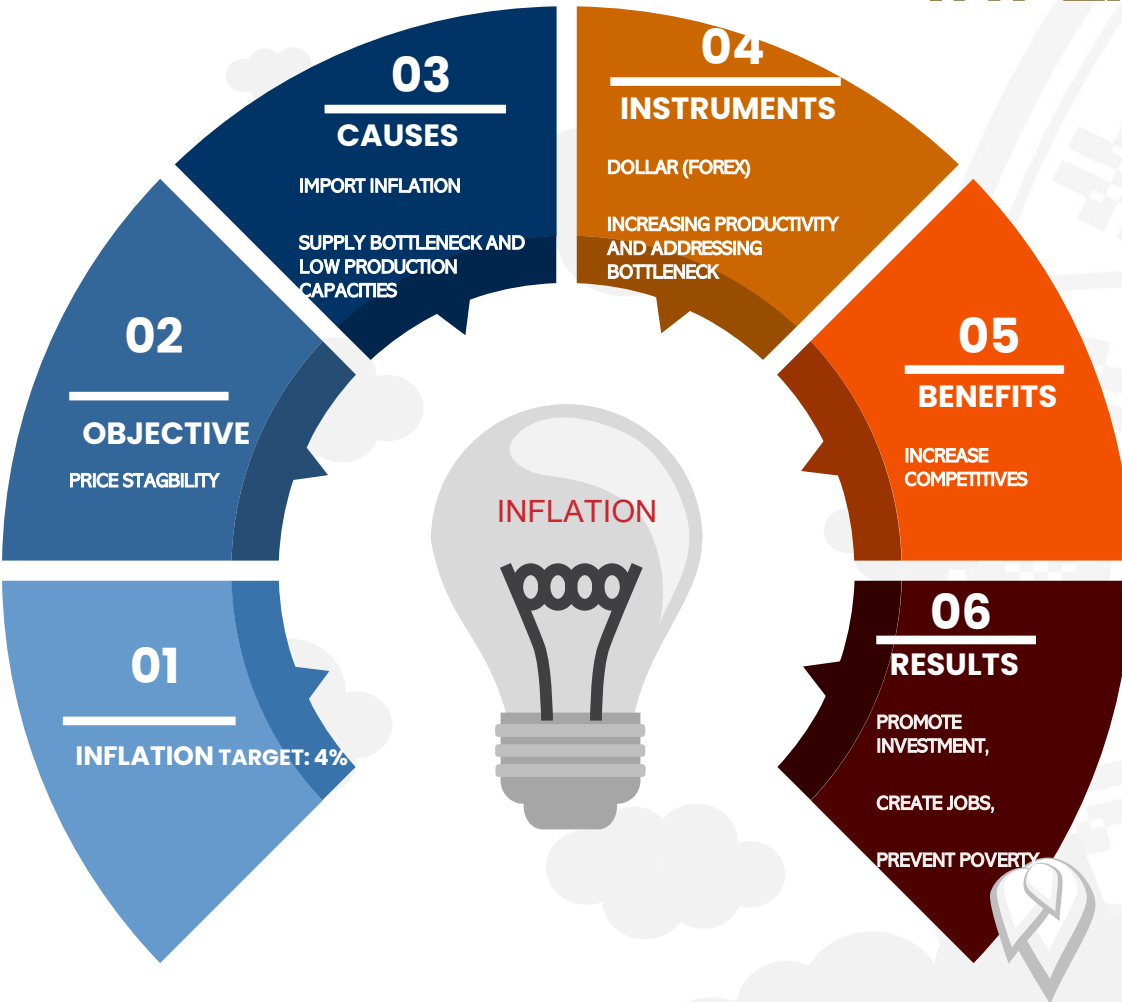 01
INFLATION TARGET: 4%
02
OBJECTIVE
PRICE STAGBILITY
03
CAUSES
IMPORT INFLATION
SUPPLY BOTTLENECK AND
LOW PRODUCTION
CAPACITIES
04
INSTRUMENTS
DOLLAR (FOREX)
INCREASING PRODUCTIVITY
AND ADDRESSING
BOTTLENECK
05
BENEFITS
INCREASE
COMPETITIVES
06
RESULTS
PROMOTE
INVESTMENT,
CREATE JOBS,
PREVENT POVERTY
INFLATION